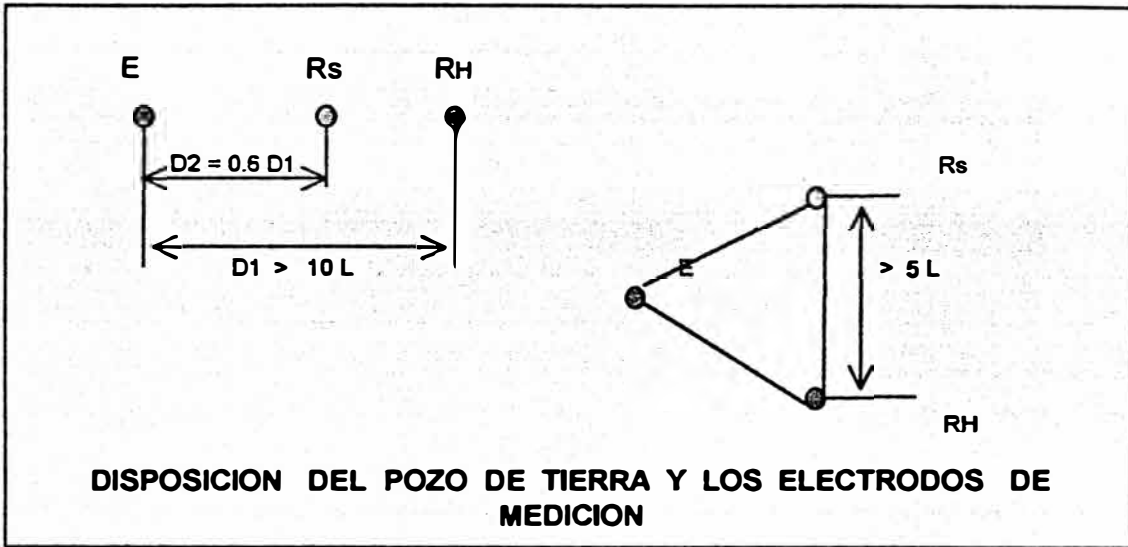 E Rs RH
D2 = 0.6 D1
D1 > 10 L
Rs
E
> 5 L
RH
DISPOSICION DEL POZO DE TIERRA Y LOS ELECTRODOS DE
MEDICION